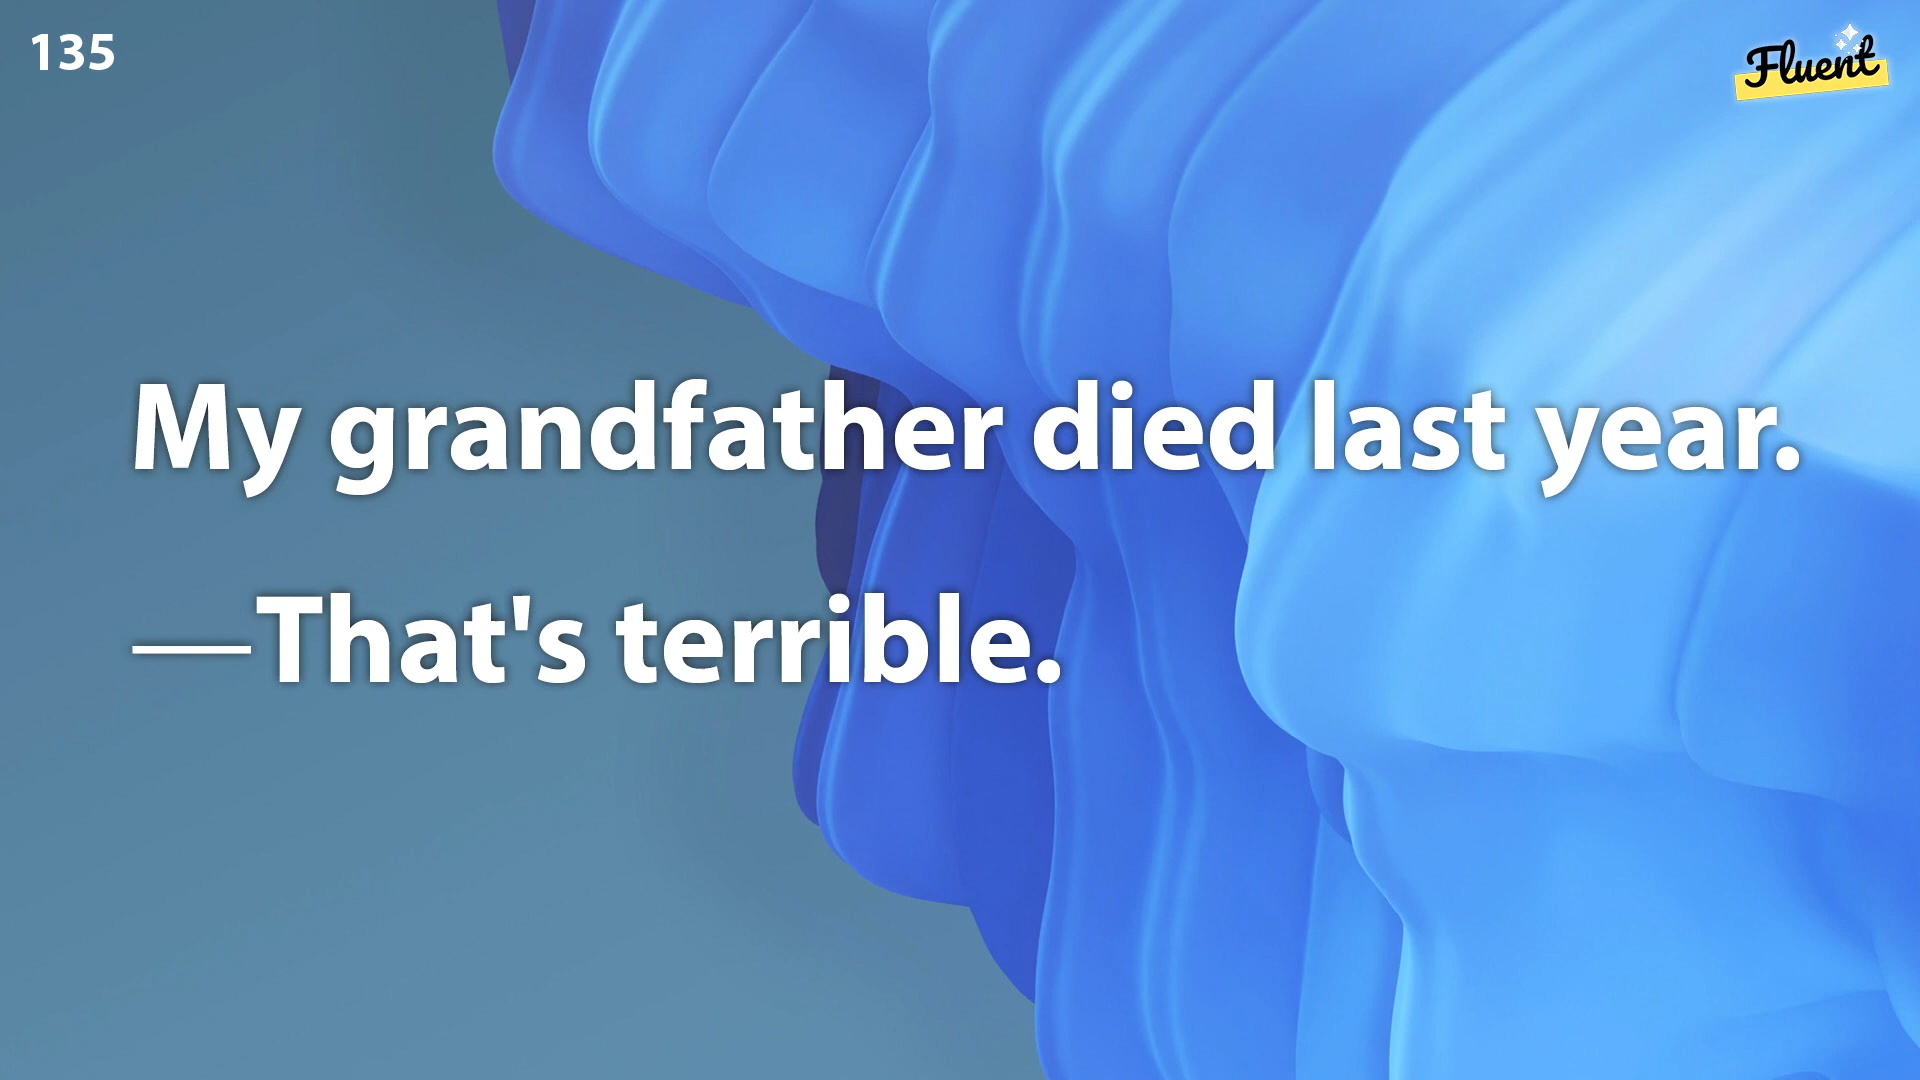 135
Fluent
My grandfather died last year.
—That's terrible.